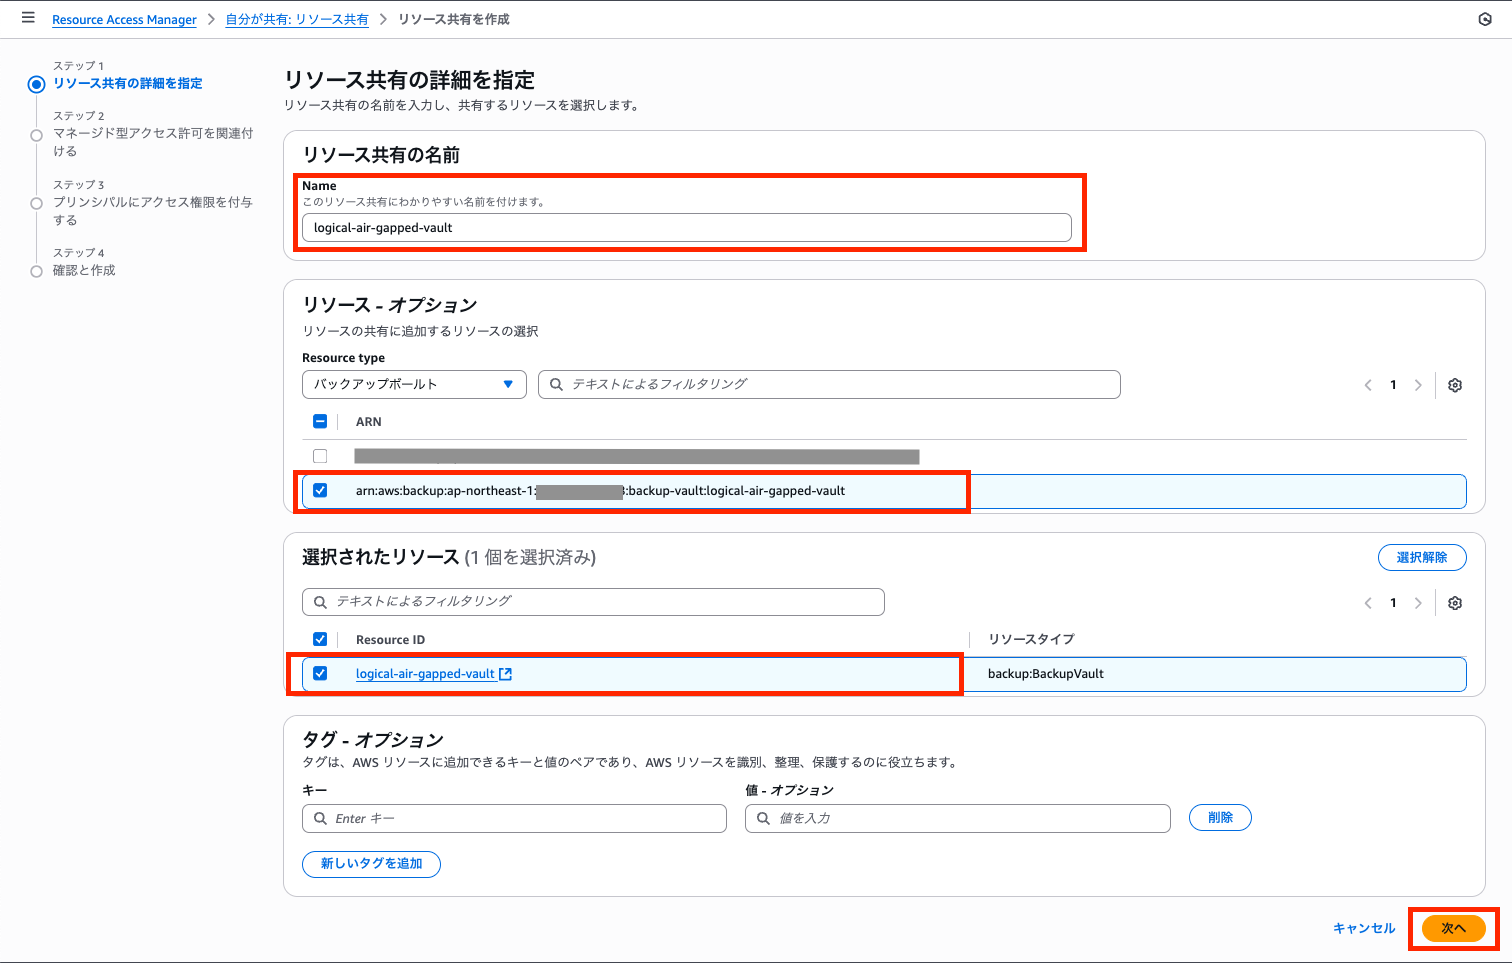 Resource Access Manager > 自分が共有: リソース共有 > リソース共有を作成
ステップ 1
リソース共有の詳細を指定
ステップ 2
マネージド型アクセス許可を関連付
ける
ステップ 3
プリンシパルにアクセス権限を付与
する
ステップ 4
確認と作成
リソース共有の詳細を指定
リソース共有の名前を入力し、共有するリソースを選択します。
リソース共有の名前
Name
このリソース共有にわかりやすい名前を付けます。
logical-air-gapped-vault
リソース - オプション
リソースの共有に追加するリソースの選択
Resource type
バックアップボールト
テキストによるフィルタリング
1
ARN
arn:aws:backup:ap-northeast-1: :backup-vault:logical-air-gapped-vault
選択されたリソース (1 個を選択済み)
選択解除
テキストによるフィルタリング
1
Resource ID
リソースタイプ
logical-air-gapped-vault
backup:BackupVault
タグ - オプション
タグは、AWS リソースに追加できるキーと値のペアであり、AWS リソースを識別、整理、保護するのに役立ちます。
キー
値 - オプション
Enter キー
値を入力
削除
新しいタグを追加
キャンセル
次へ